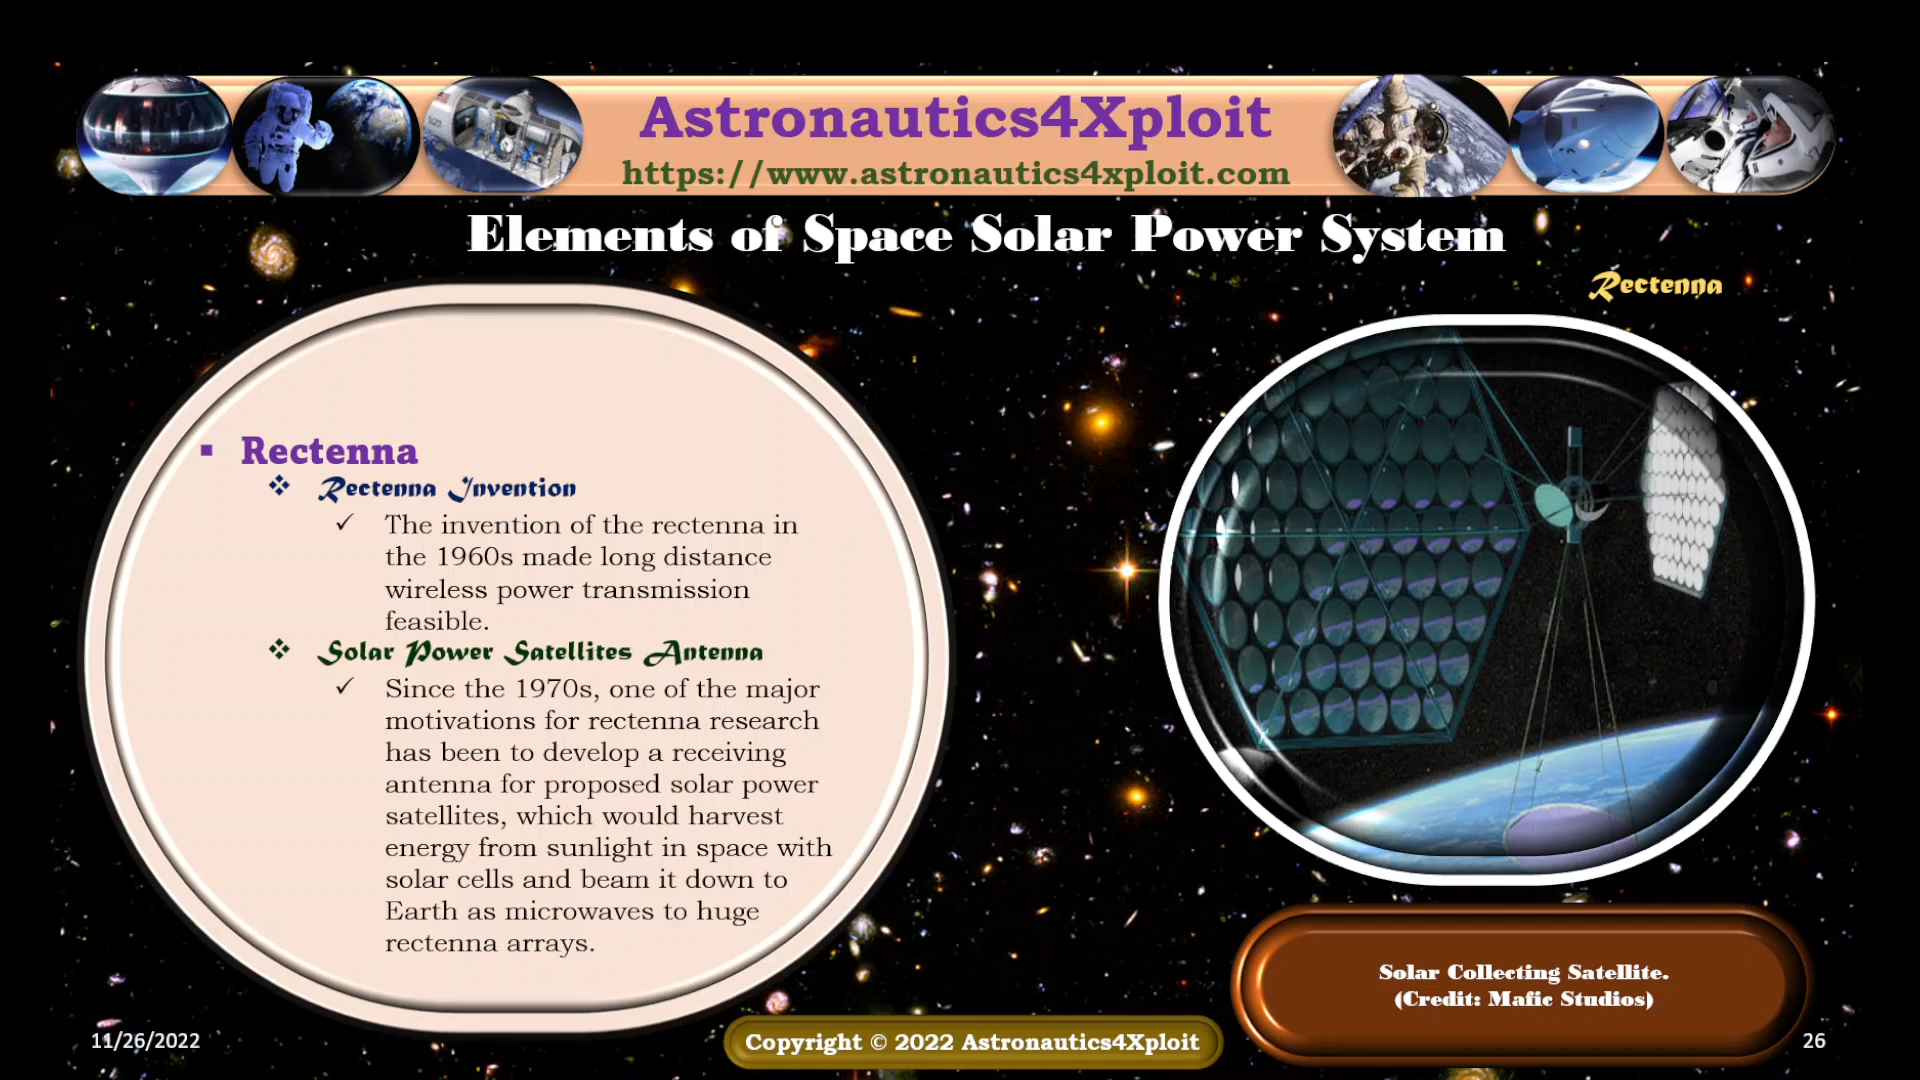 Astronautics4Xploit
https://www.astronautics4xploit.com
Elements of Space Solar Power System
Rectenna
Rectenna
Rectenna Invention
The invention of the rectenna in
the 1960s made long distance
wireless power transmission
feasible.
Solar Power Satellites Antenna
Since the 1970s, one of the major
motivations for rectenna research
has been to develop a receiving
antenna for proposed solar power
satellites, which would harvest
energy from sunlight in space with
solar cells and beam it down to
Earth as microwaves to huge
rectenna arrays.
Solar Collecting Satellite.
(Credit: Mafic Studios)
11/26/2022
Copyright © 2022 Astronautics4Xploit
26